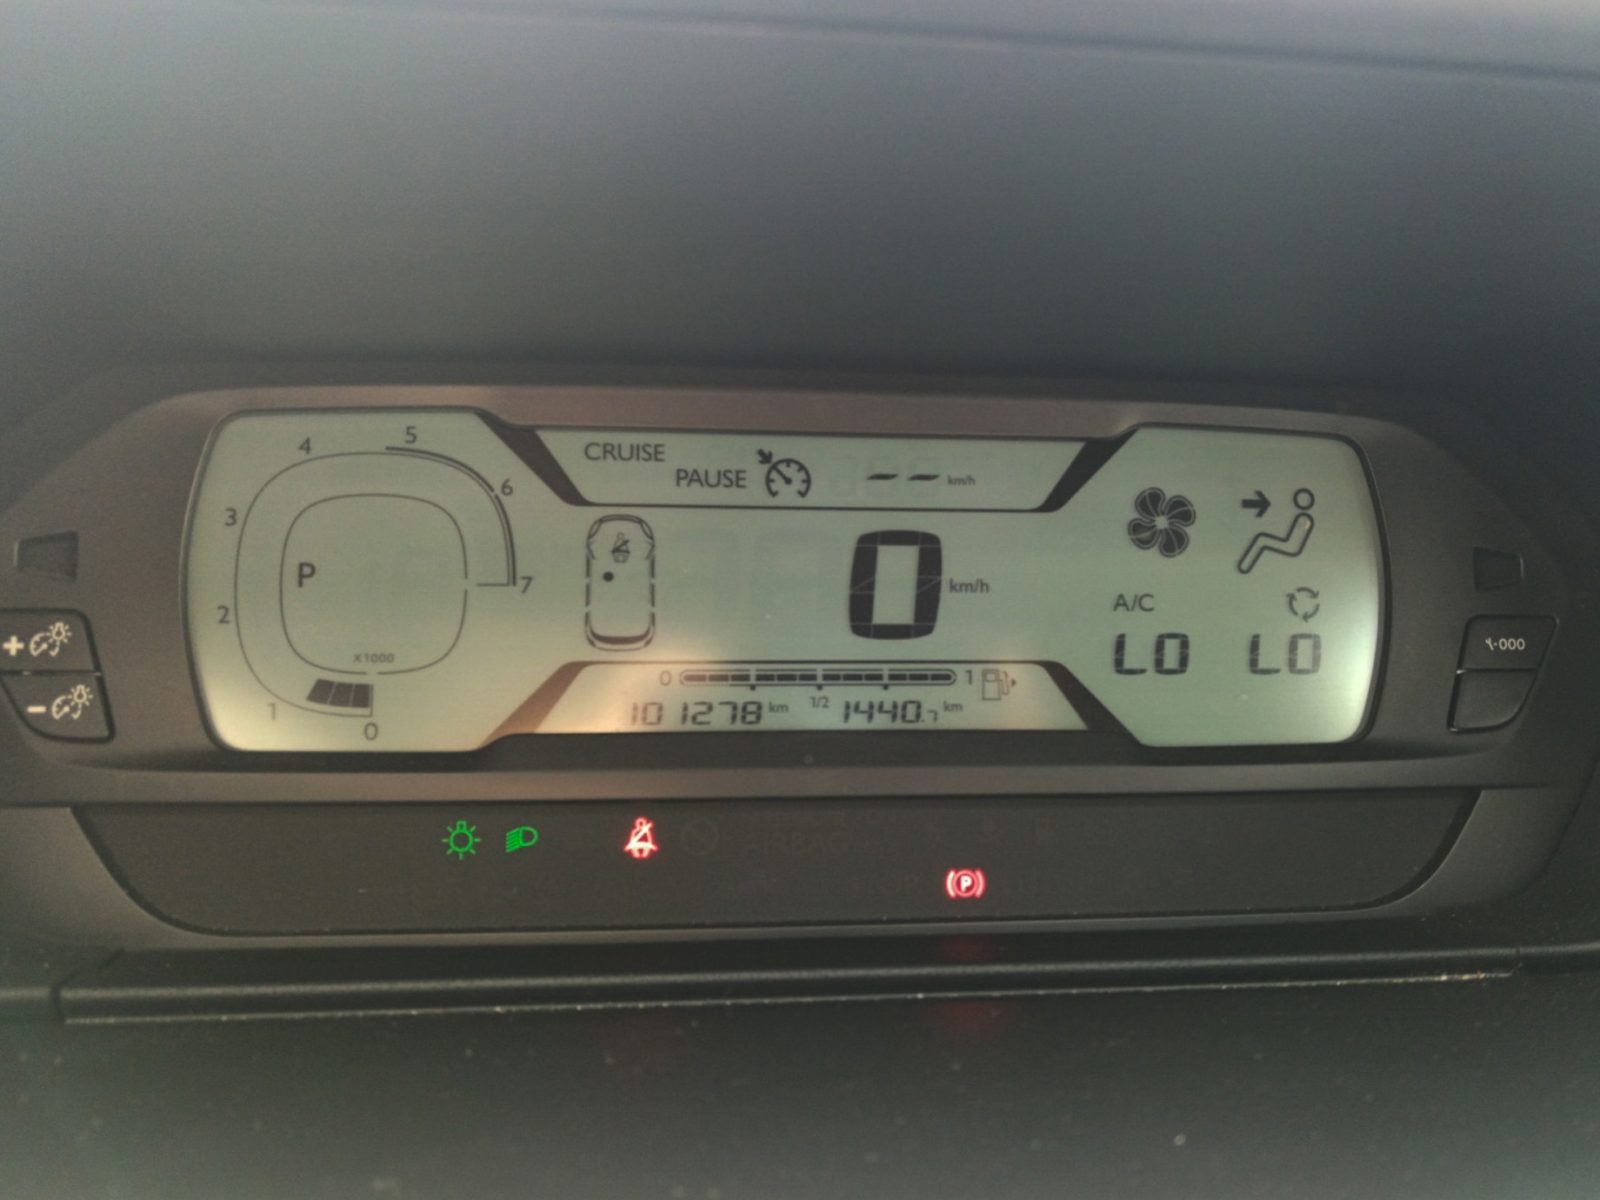 CRUISE
PAUSE -- km/h
4 5
3 6
P 7
2
X1000
1
0
0 km/h
A/C
LO LO
0 1/2 1
101278 km 1440.7 km
+
-
000
P